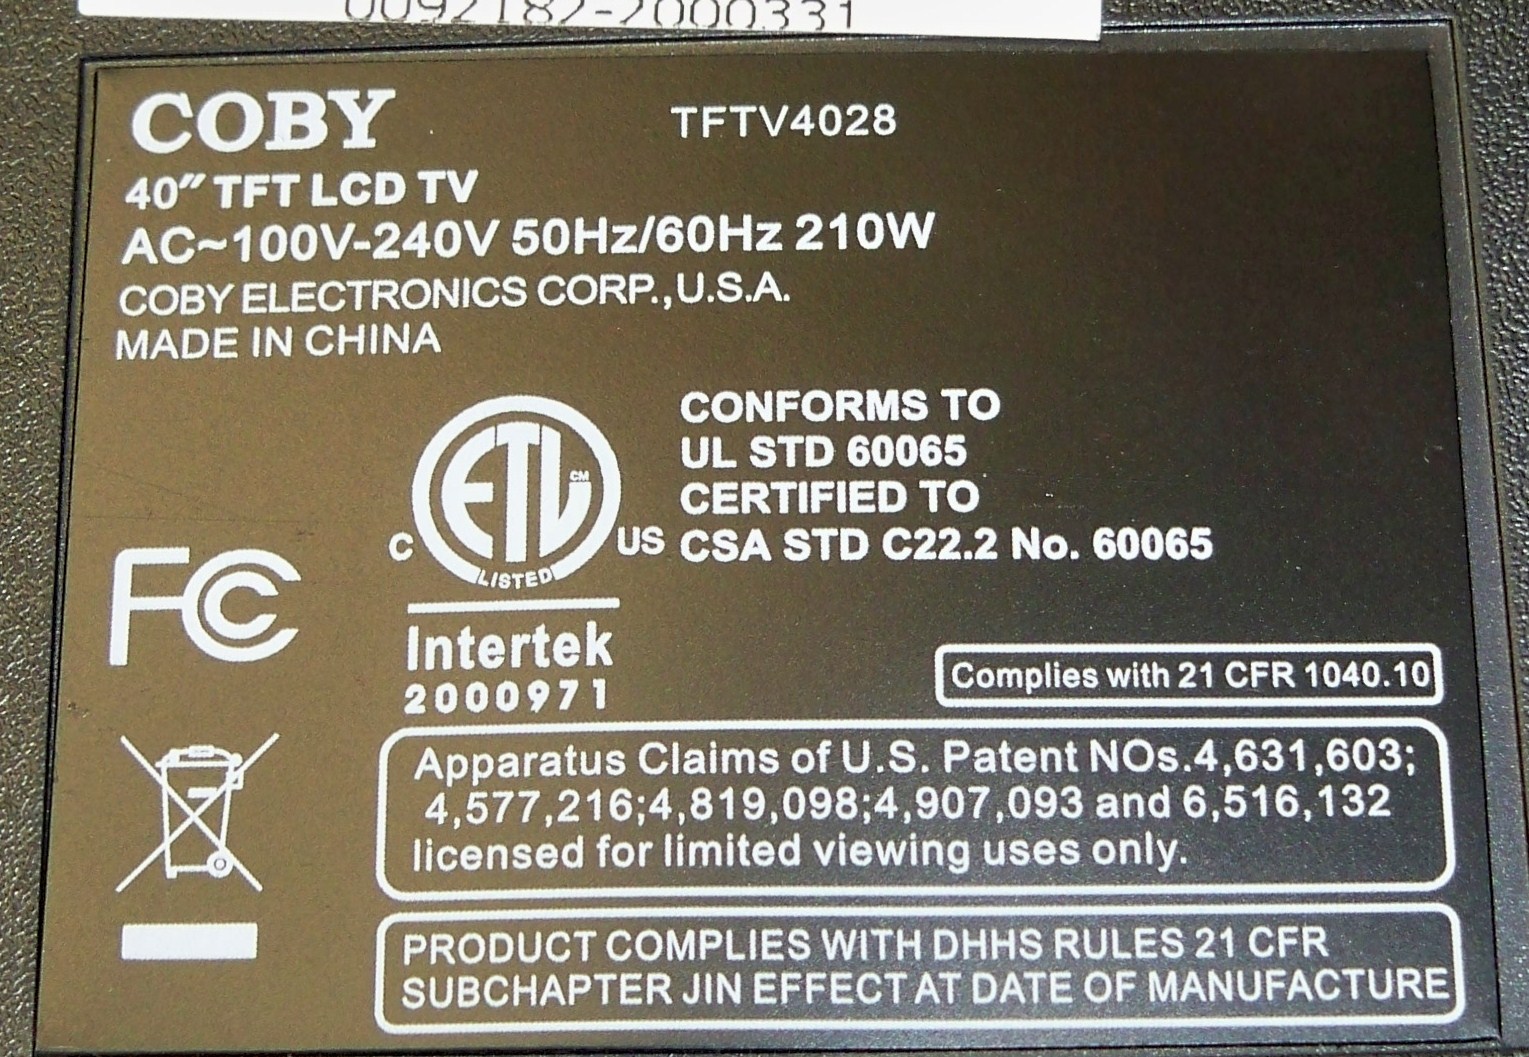 0092182-2000331
COBY
TFTV4028
40" TFT LCD TV
AC~100V-240V 50Hz/60Hz 210W
COBY ELECTRONICS CORP.,U.S.A.
MADE IN CHINA
CONFORMS TO
UL STD 60065
CERTIFIED TO
CSA STD C22.2 No. 60065
C ETL CM US
LISTED
Intertek
2000971
FCC
Complies with 21 CFR 1040.10
Apparatus Claims of U.S. Patent NOs.4,631,603;
4,577,216;4,819,098;4,907,093 and 6,516,132
licensed for limited viewing uses only.
PRODUCT COMPLIES WITH DHHS RULES 21 CFR
SUBCHAPTER JIN EFFECT AT DATE OF MANUFACTURE